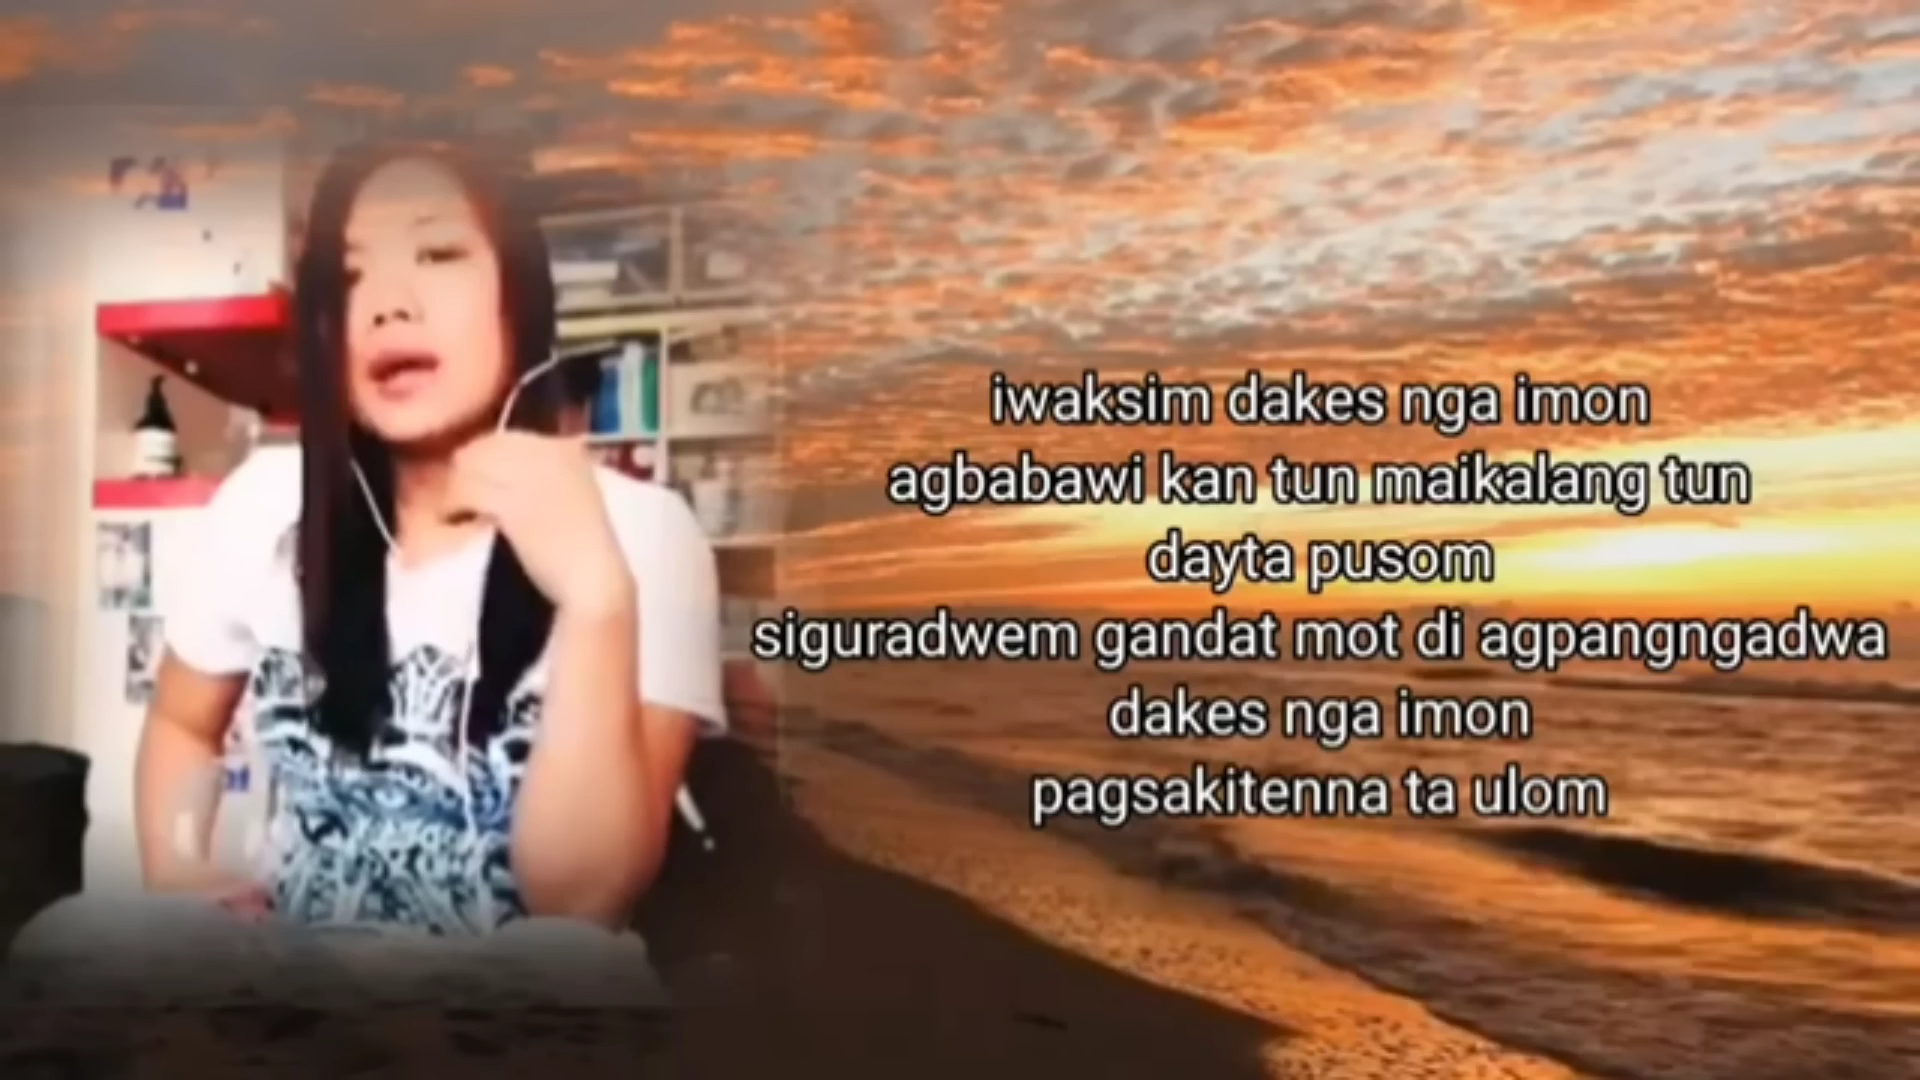 iwaksim dakes nga imon
agbabawi kan tun maikalang tun
dayta pusom
siguradwem gandat mot di agpangngadwa
dakes nga imon
pagsakitenna ta ulom